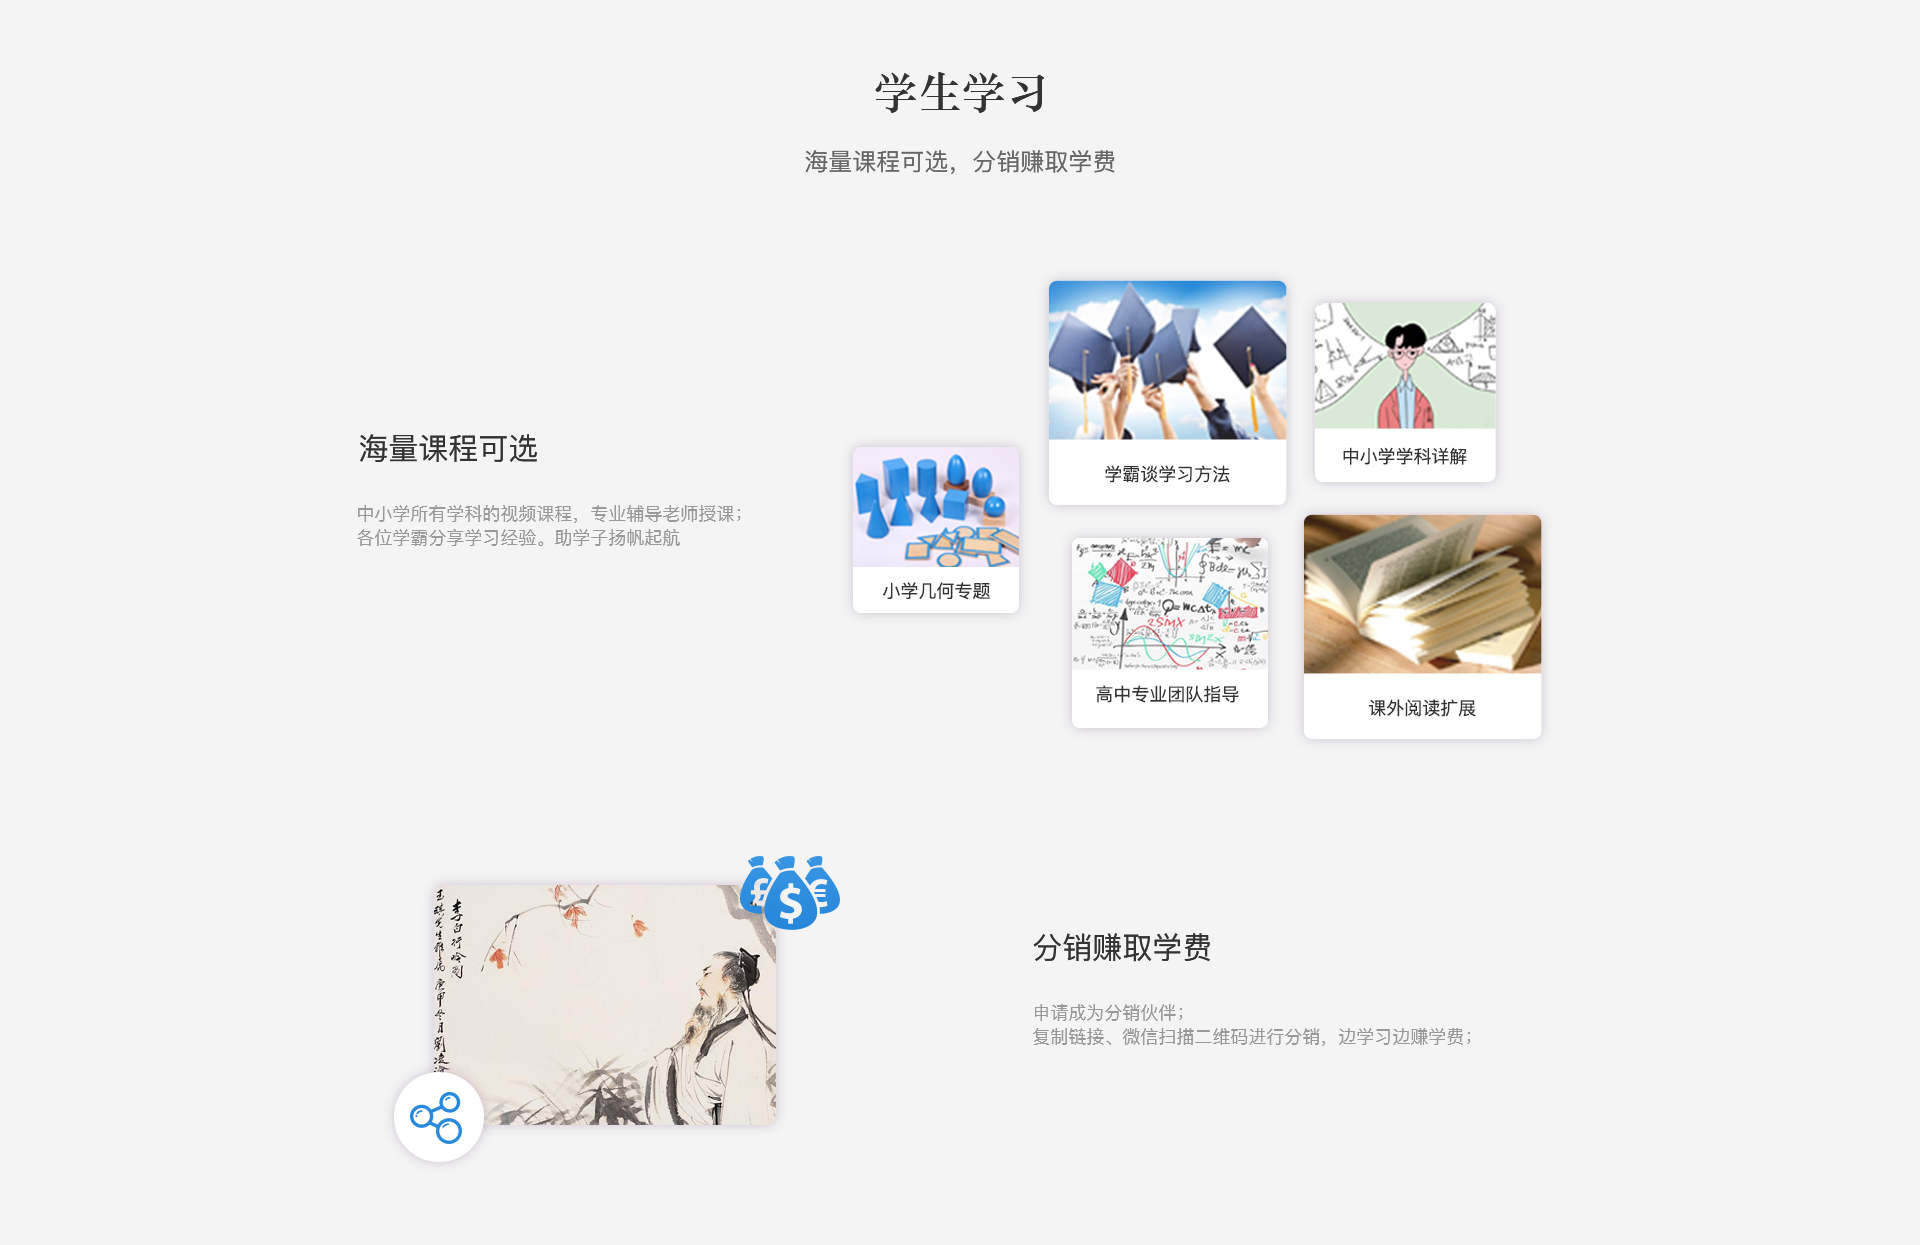 学生学习
海量课程可选，分销赚取学费
海量课程可选
中小学所有学科的视频课程，专业辅导老师授课；
各位学霸分享学习经验。助学子扬帆起航
学霸谈学习方法
中小学学科详解
小学几何专题
高中专业团队指导
课外阅读扩展
李白行吟图
分销赚取学费
申请成为分销伙伴；
复制链接、微信扫描二维码进行分销，边学习边赚学费；